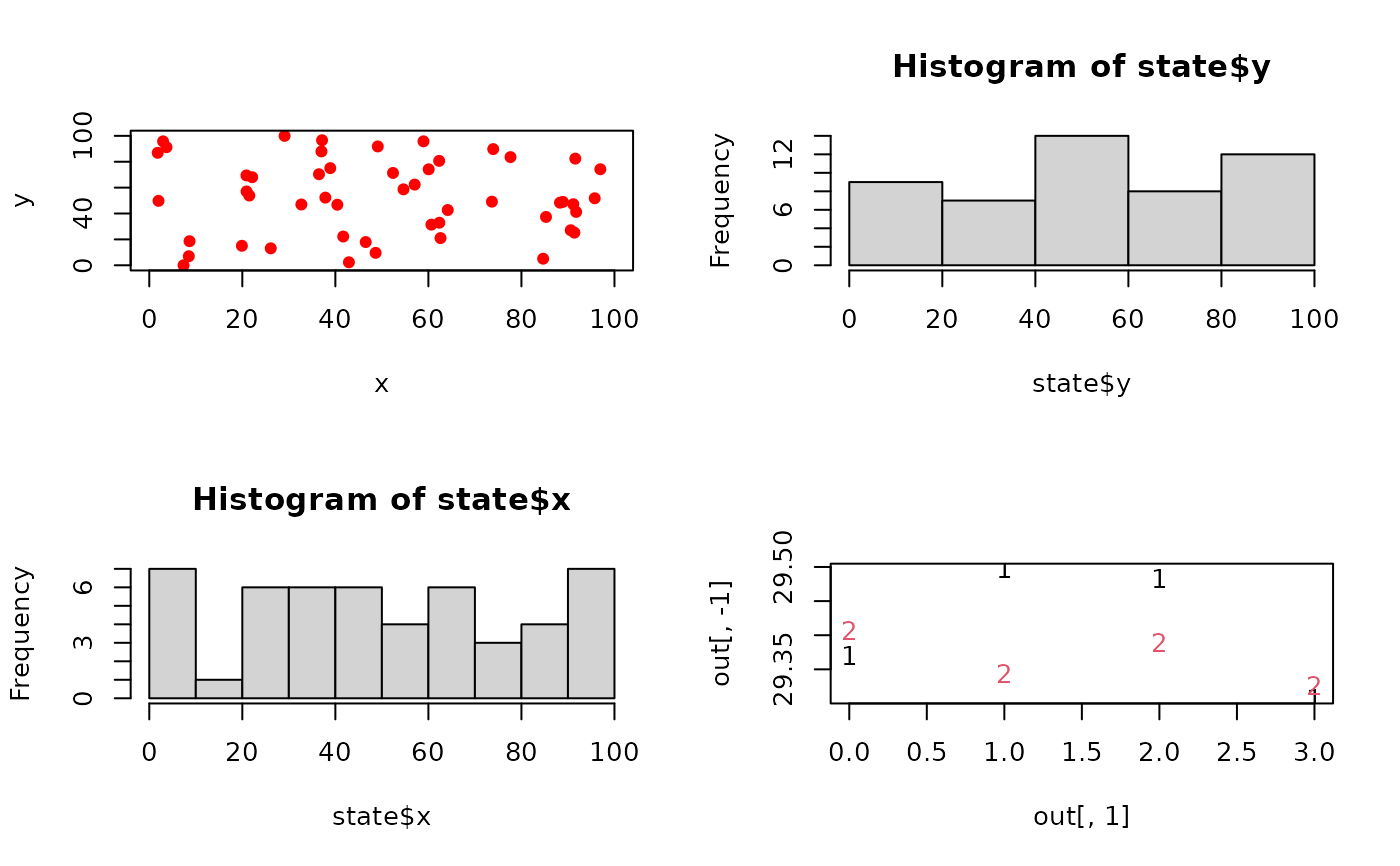 y
100
40
0
0 20 40 60 80 100
x
Histogram of state$y
Frequency
12
6
0
0 20 40 60 80 100
state$y
Histogram of state$x
Frequency
6
3
0
0 20 40 60 80 100
state$x
out[, -1]
29.50
29.35
1 1
2
2
1
2
2
0.0 0.5 1.0 1.5 2.0 2.5 3.0
out[, 1]